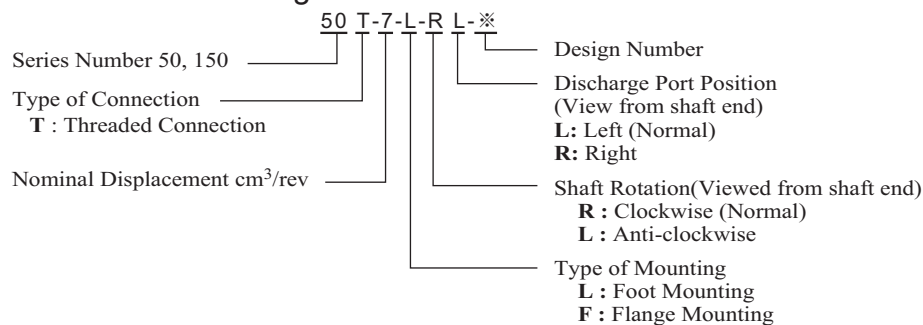 50 T-7-L-R L-※
Series Number 50, 150
Type of Connection
T : Threaded Connection
Nominal Displacement cm³/rev
Design Number
Discharge Port Position
(View from shaft end)
L: Left (Normal)
R: Right
Shaft Rotation(Viewed from shaft end)
R : Clockwise (Normal)
L : Anti-clockwise
Type of Mounting
L : Foot Mounting
F : Flange Mounting